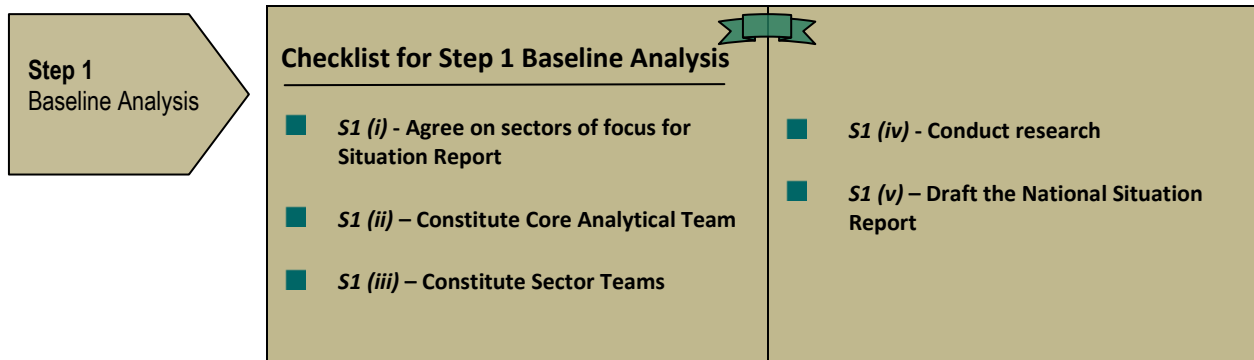 Step 1
Baseline Analysis
Checklist for Step 1 Baseline Analysis
S1 (i) - Agree on sectors of focus for
Situation Report
S1 (ii) – Constitute Core Analytical Team
S1 (iii) – Constitute Sector Teams
S1 (iv) - Conduct research
S1 (v) – Draft the National Situation
Report